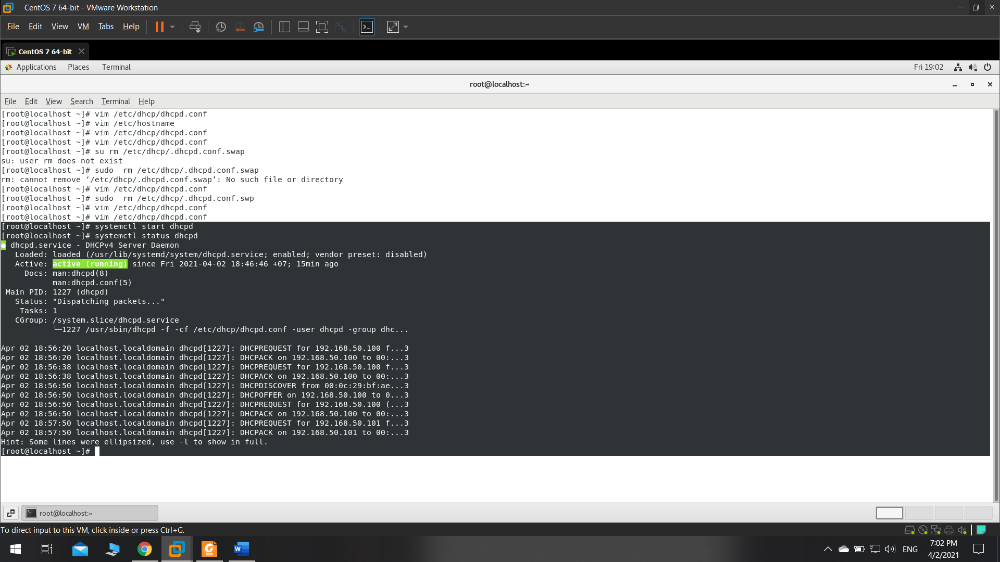 CentOS 7 64-bit - VMware Workstation
File Edit View VM Tabs Help
CentOS 7 64-bit
Applications Places Terminal Fri 19:02
root@localhost:~
File Edit View Search Terminal Help
[root@localhost ~]# vim /etc/dhcp/dhcpd.conf
[root@localhost ~]# vim /etc/hostname
[root@localhost ~]# vim /etc/dhcp/dhcpd.conf
[root@localhost ~]# vim /etc/dhcp/dhcpd.conf
[root@localhost ~]# su rm /etc/dhcp/.dhcpd.conf.swap
su: user rm does not exist
[root@localhost ~]# sudo  rm /etc/dhcp/.dhcpd.conf.swap
rm: cannot remove ‘/etc/dhcp/.dhcpd.conf.swap’: No such file or directory
[root@localhost ~]# vim /etc/dhcp/dhcpd.conf
[root@localhost ~]# sudo  rm /etc/dhcp/.dhcpd.conf.swp
[root@localhost ~]# vim /etc/dhcp/dhcpd.conf
[root@localhost ~]# vim /etc/dhcp/dhcpd.conf
[root@localhost ~]# systemctl start dhcpd
[root@localhost ~]# systemctl status dhcpd
● dhcpd.service - DHCPv4 Server Daemon
Loaded: loaded (/usr/lib/systemd/system/dhcpd.service; enabled; vendor preset: disabled)
Active: active (running) since Fri 2021-04-02 18:46:46 +07; 15min ago
Docs: man:dhcpd(8)
man:dhcpd.conf(5)
Main PID: 1227 (dhcpd)
Status: "Dispatching packets..."
Tasks: 1
CGroup: /system.slice/dhcpd.service
└─1227 /usr/sbin/dhcpd -f -cf /etc/dhcp/dhcpd.conf -user dhcpd -group dhc...
Apr 02 18:56:20 localhost.localdomain dhcpd[1227]: DHCPREQUEST for 192.168.50.100 f...3
Apr 02 18:56:20 localhost.localdomain dhcpd[1227]: DHCPACK on 192.168.50.100 to 00:...3
Apr 02 18:56:38 localhost.localdomain dhcpd[1227]: DHCPREQUEST for 192.168.50.100 f...3
Apr 02 18:56:38 localhost.localdomain dhcpd[1227]: DHCPACK on 192.168.50.100 to 00:...3
Apr 02 18:56:50 localhost.localdomain dhcpd[1227]: DHCPDISCOVER from 00:0c:29:bf:ae...3
Apr 02 18:56:50 localhost.localdomain dhcpd[1227]: DHCPOFFER on 192.168.50.100 to 0...3
Apr 02 18:56:50 localhost.localdomain dhcpd[1227]: DHCPREQUEST for 192.168.50.100 (...3
Apr 02 18:56:50 localhost.localdomain dhcpd[1227]: DHCPACK on 192.168.50.100 to 00:...3
Apr 02 18:57:50 localhost.localdomain dhcpd[1227]: DHCPREQUEST for 192.168.50.101 f...3
Apr 02 18:57:50 localhost.localdomain dhcpd[1227]: DHCPACK on 192.168.50.101 to 00:...3
Hint: Some lines were ellipsized, use -l to show in full.
[root@localhost ~]#
root@localhost:~
To direct input to this VM, click inside or press Ctrl+G.
PDF
W
ENG
7:02 PM
4/2/2021